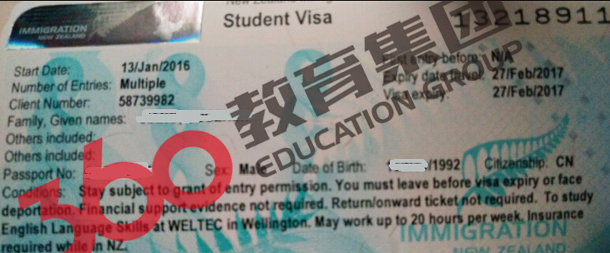 IMMIGRATION
NEW ZEALAND
Student Visa
13218911
Start Date: 13/Jan/2016
Number of Entries: Multiple
Client Number: 58739982
Family, Given names:
Others included:
Others included:
Passport No:
First entry before: N/A
Expiry date travel: 27/Feb/2017
Visa expiry: 27/Feb/2017
Sex: Male
Date of Birth: /1992
Citizenship: CN
Conditions: Stay subject to grant of entry permission. You must leave before visa expiry or face
deportation. Financial support evidence not required. Return/onward ticket not required. To study
English Language Skills at WELTEC in Wellington. May work up to 20 hours per week. Insurance
required while in NZ.
IMMIGRATION
NEW ZEALAND
360
教育集团
EDUCATION GROUP